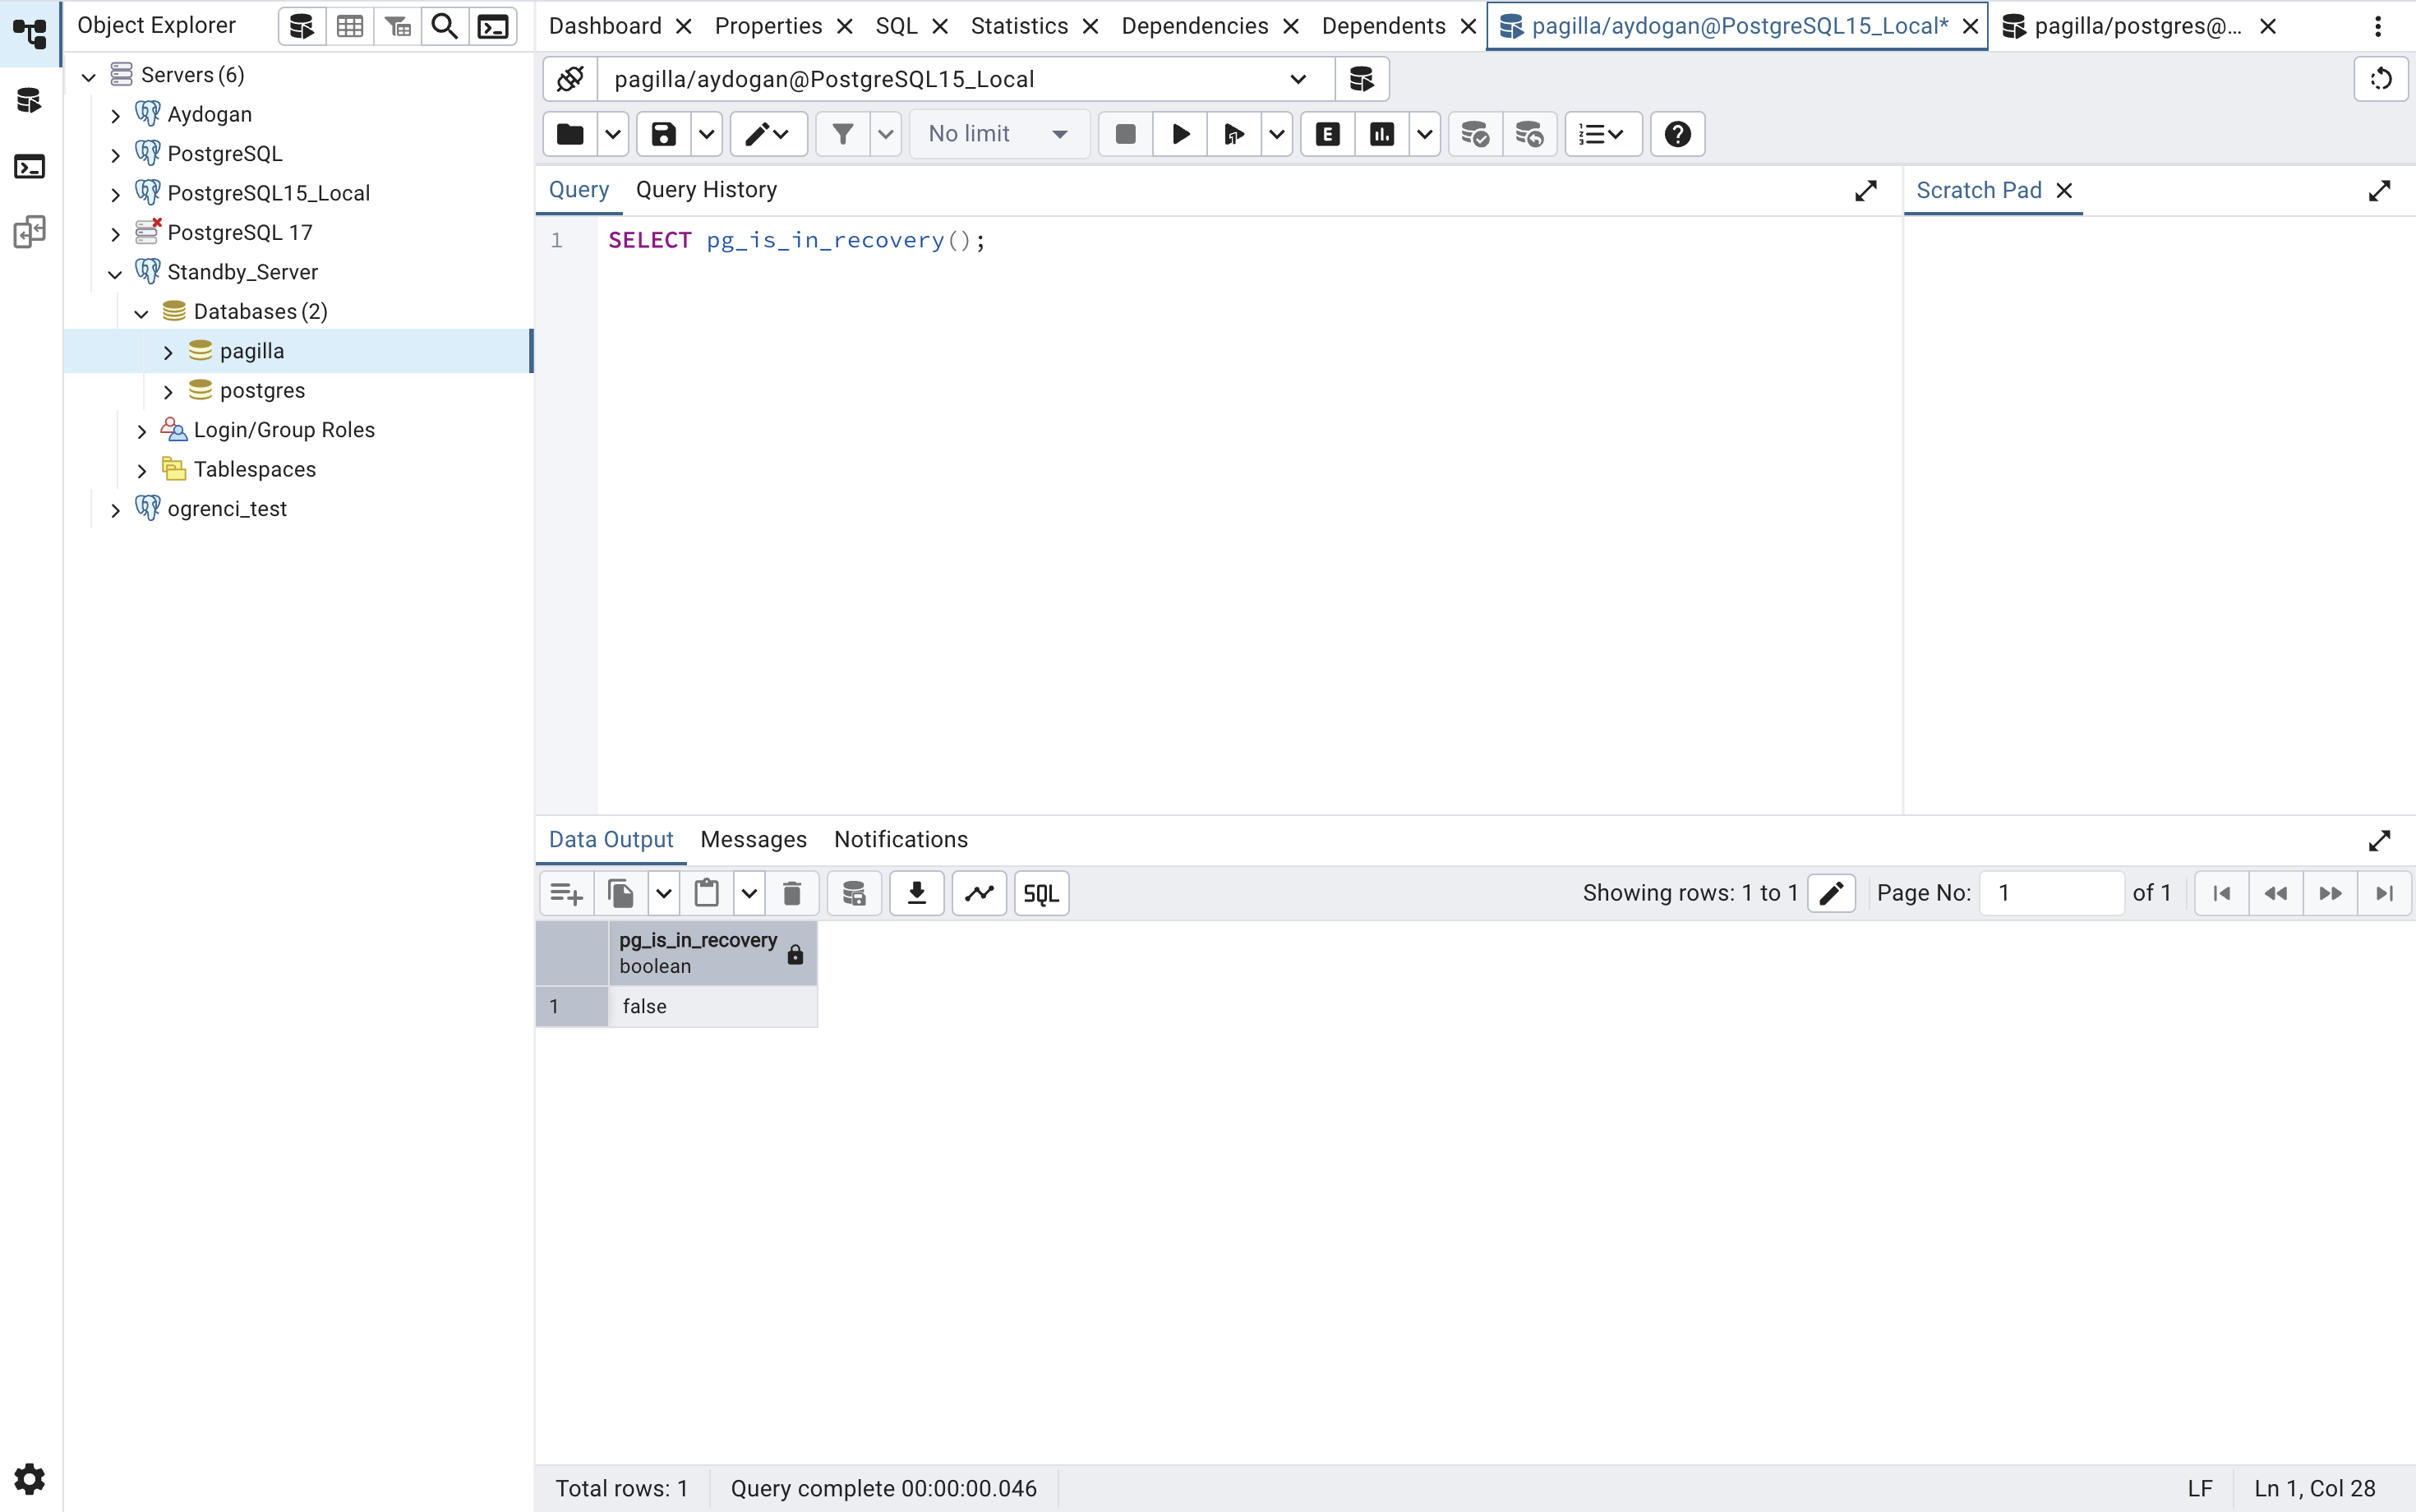 Object Explorer
Servers (6)
Aydogan
PostgreSQL
PostgreSQL15_Local
PostgreSQL 17
Standby_Server
Databases (2)
pagilla
postgres
Login/Group Roles
Tablespaces
ogrenci_test
Dashboard Properties SQL Statistics Dependencies Dependents pagilla/aydogan@PostgreSQL15_Local* pagilla/postgres@...
pagilla/aydogan@PostgreSQL15_Local
No limit E
Query Query History
Scratch Pad
1 SELECT pg_is_in_recovery();
Data Output Messages Notifications
SQL Showing rows: 1 to 1 Page No: 1 of 1
pg_is_in_recovery
boolean
1 false
Total rows: 1 Query complete 00:00:00.046 LF Ln 1, Col 28